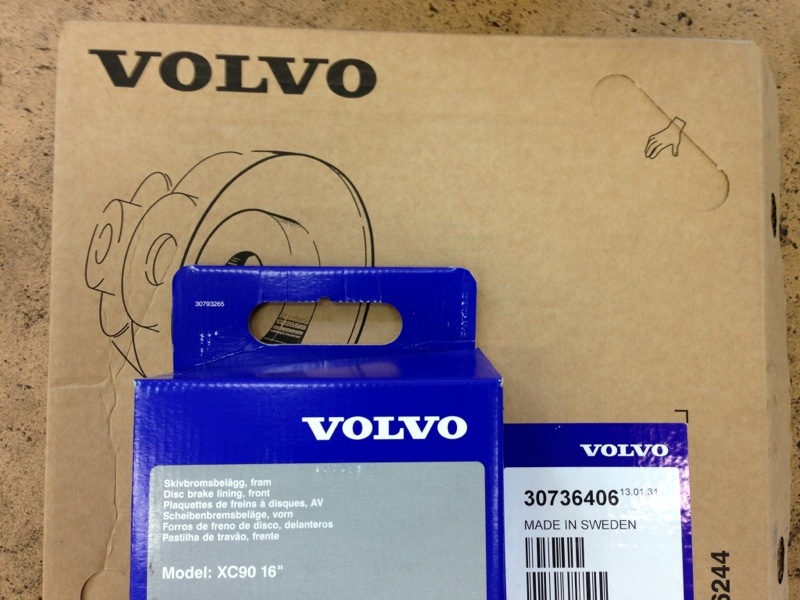 VOLVO
30793265
VOLVO
Skivbromsbelägg, fram
Disc brake lining, front
Plaquettes de freins à disques, AV
Scheibenbremsbeläge, vorn
Forros de freno de disco, delanteros
Pastilha de travão, frente
Model: XC90 16"
VOLVO
30736406 13.01.31
MADE IN SWEDEN
6244